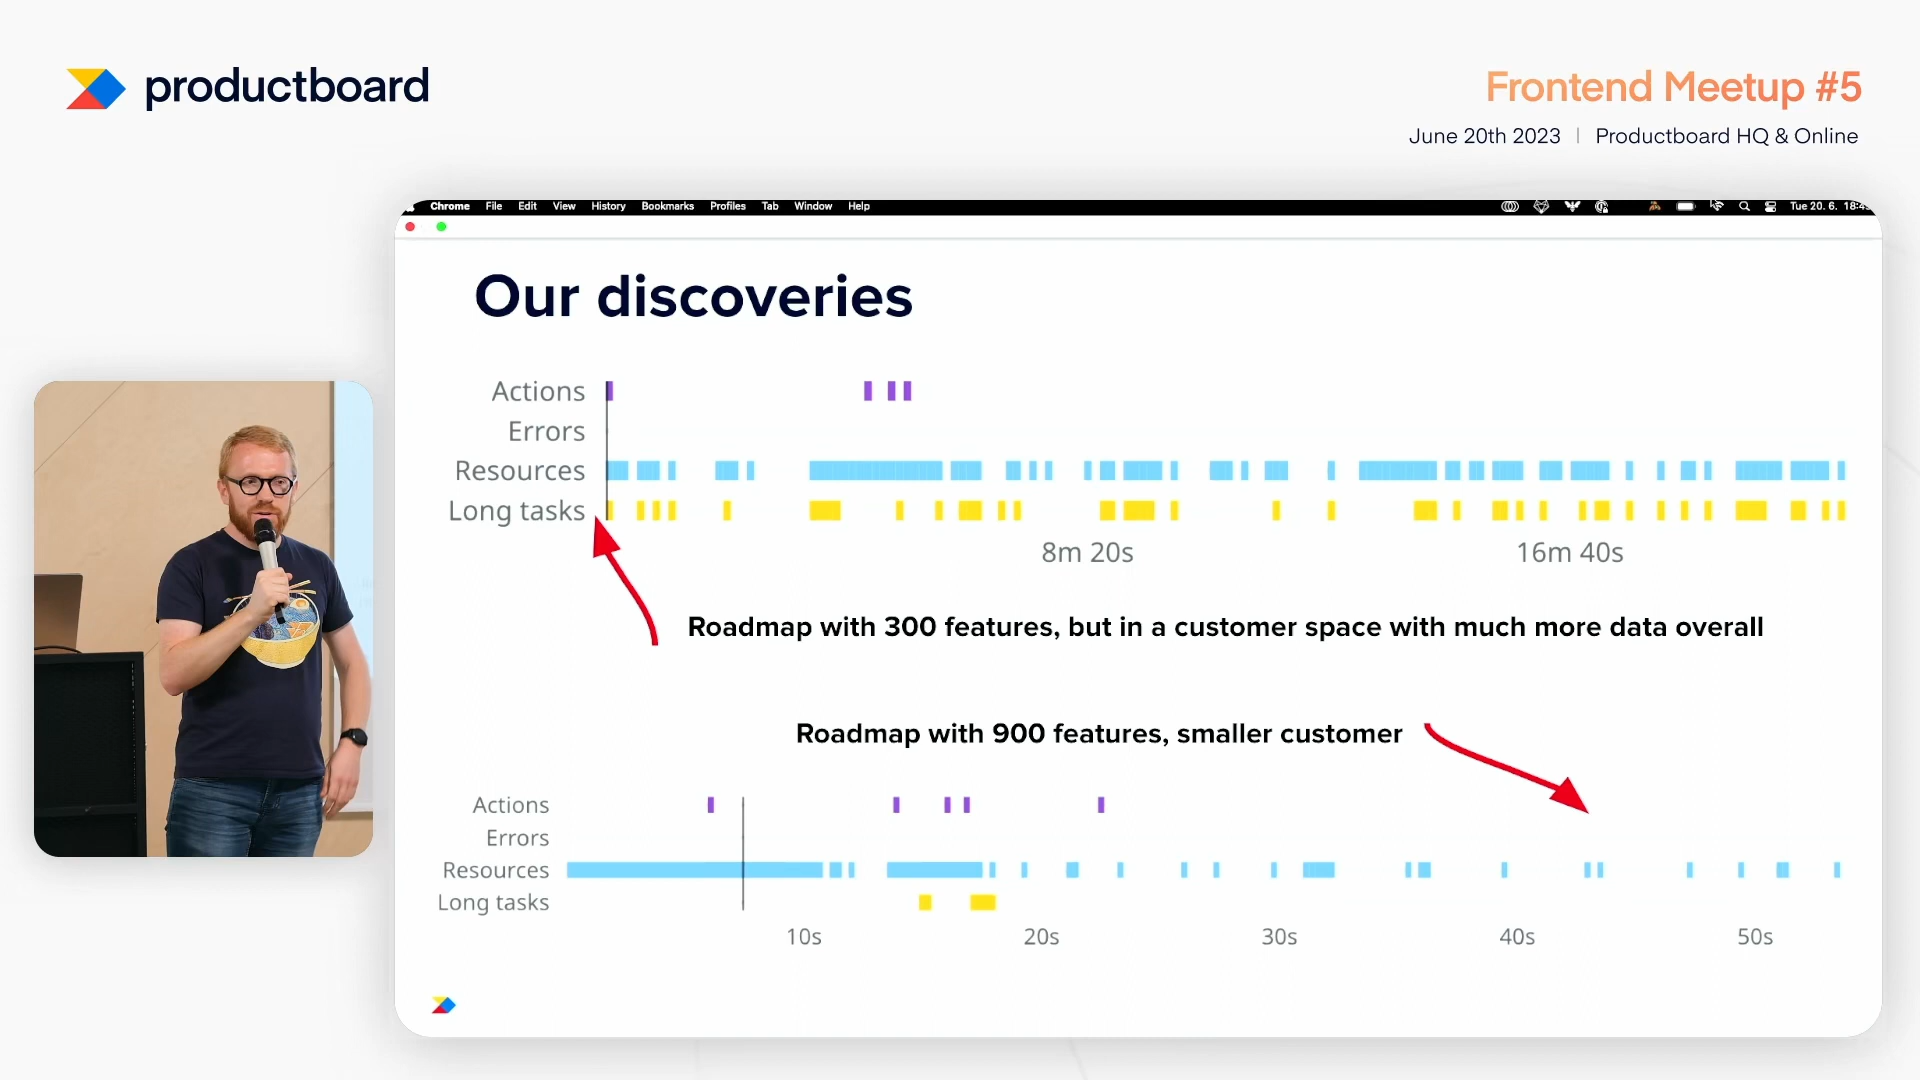 productboard
Frontend Meetup #5
June 20th 2023 | Productboard HQ & Online
Chrome File Edit View History Bookmarks Profiles Tab Window Help
Tue 20. 6.
Our discoveries
Actions
Errors
Resources
Long tasks
8m 20s 16m 40s
Roadmap with 300 features, but in a customer space with much more data overall
Roadmap with 900 features, smaller customer
Actions
Errors
Resources
Long tasks
10s 20s 30s 40s 50s